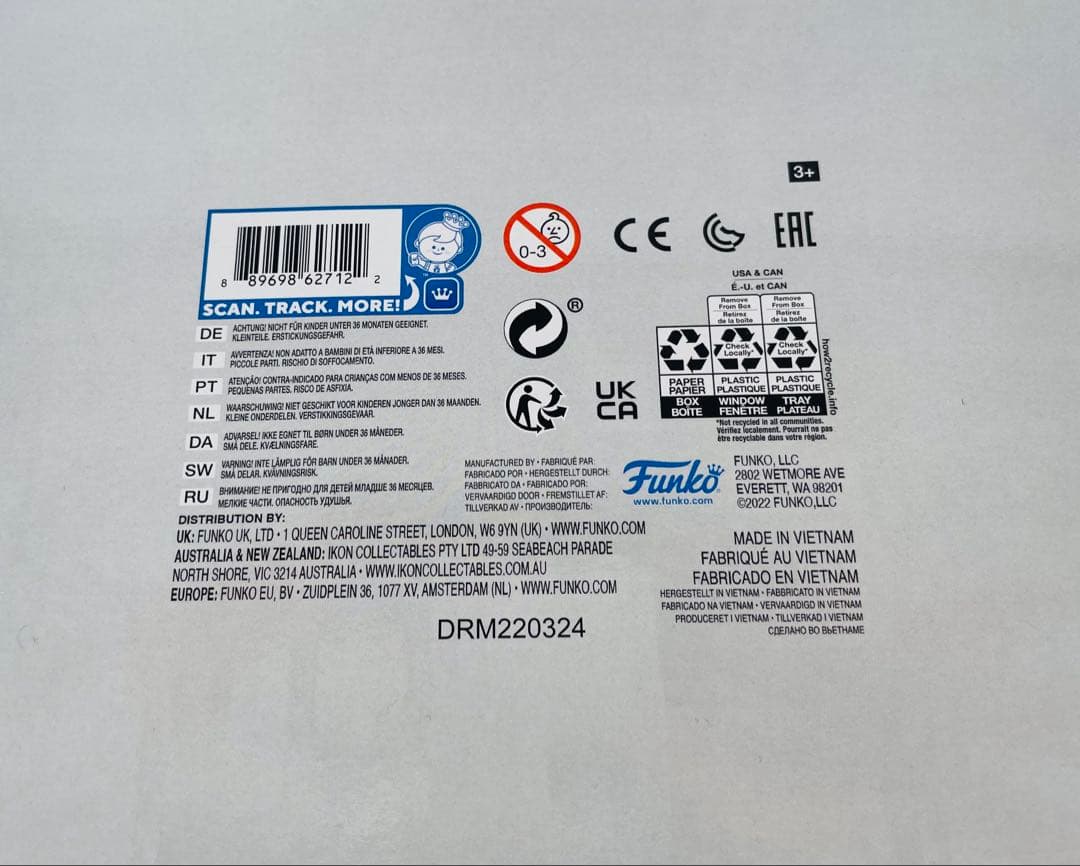 3+
8 89698 62712 2
SCAN. TRACK. MORE!
™
0-3
CE
EAC
®
UK
CA
USA & CAN
É.-U. et CAN
Remove From Box Retirez de la boîte
Remove From Box Retirez de la boîte
Check Locally*
Check Locally*
PAPER PAPIER
PLASTIC PLASTIQUE
PLASTIC PLASTIQUE
BOX BOÎTE
WINDOW FENÊTRE
TRAY PLATEAU
how2recycle.info
*Not recycled in all communities.
Vérifiez localement. Pourrait ne pas
être recyclable dans votre région.
DE ACHTUNG! NICHT FÜR KINDER UNTER 36 MONATEN GEEIGNET.
KLEINTEILE. ERSTICKUNGSGEFAHR.
IT AVVERTENZA! NON ADATTO A BAMBINI DI ETÀ INFERIORE A 36 MESI.
PICCOLE PARTI. RISCHIO DI SOFFOCAMENTO.
PT ATENÇÃO! CONTRA-INDICADO PARA CRIANÇAS COM MENOS DE 36 MESES.
PEQUENAS PARTES. RISCO DE ASFIXIA.
NL WAARSCHUWING! NIET GESCHIKT VOOR KINDEREN JONGER DAN 36 MAANDEN.
KLEINE ONDERDELEN. VERSTIKKINGSGEVAAR.
DA ADVARSEL! IKKE EGNET TIL BØRN UNDER 36 MÅNEDER.
SMÅ DELE. KVÆLNINGSFARE.
SW VARNING! INTE LÄMPLIG FÖR BARN UNDER 36 MÅNADER.
SMÅ DELAR. KVÄVNINGSRISK.
RU ВНИМАНИЕ! НЕ ПРИГОДНО ДЛЯ ДЕТЕЙ МЛАДШЕ 36 МЕСЯЦЕВ.
МЕЛКИЕ ЧАСТИ. ОПАСНОСТЬ УДУШЬЯ.
MANUFACTURED BY • FABRIQUÉ PAR:
FABRICADO POR • HERGESTELLT DURCH:
FABRICATO DA • FABRICADO POR:
VERVAARDIGD DOOR • FREMSTILLET AF:
TILLVERKAD AV • ПРОИЗВОДИТЕЛЬ:
Funko
www.funko.com
FUNKO, LLC
2802 WETMORE AVE
EVERETT, WA 98201
©2022 FUNKO,LLC
DISTRIBUTION BY:
UK: FUNKO UK, LTD • 1 QUEEN CAROLINE STREET, LONDON, W6 9YN (UK) • WWW.FUNKO.COM
AUSTRALIA & NEW ZEALAND: IKON COLLECTABLES PTY LTD 49-59 SEABEACH PARADE
NORTH SHORE, VIC 3214 AUSTRALIA • WWW.IKONCOLLECTABLES.COM.AU
EUROPE: FUNKO EU, BV • ZUIDPLEIN 36, 1077 XV, AMSTERDAM (NL) • WWW.FUNKO.COM
MADE IN VIETNAM
FABRIQUÉ AU VIETNAM
FABRICADO EN VIETNAM
HERGESTELLT IN VIETNAM • FABBRICATO IN VIETNAM
FABRICADO NA VIETNAM • VERVAARDIGD IN VIETNAM
PRODUCERET I VIETNAM • TILLVERKAD I VIETNAM
СДЕЛАНО ВО ВЬЕТНАМЕ
DRM220324